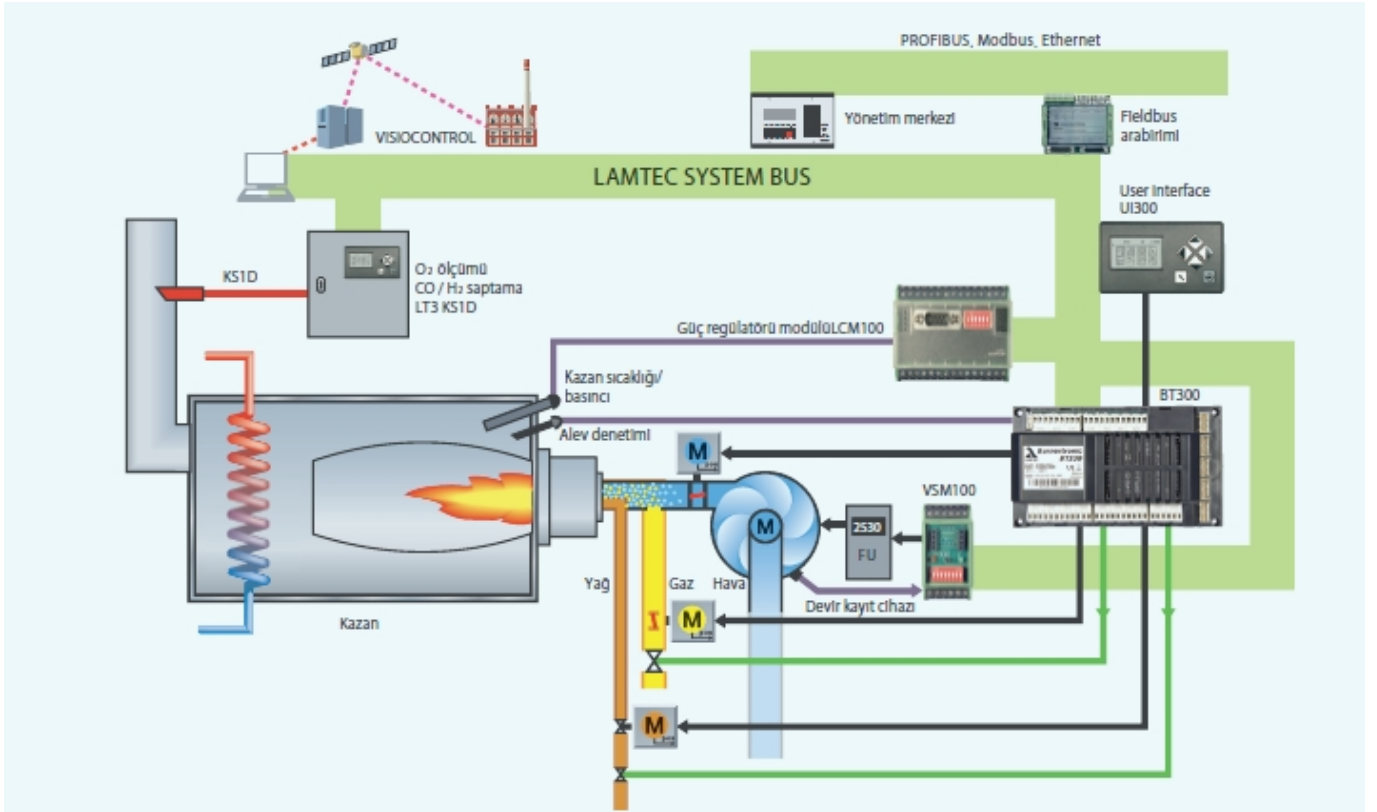 PROFIBUS, Modbus, Ethernet
Yönetim merkezi
Fieldbus
arabirimi
VISIOCONTROL
LAMTEC SYSTEM BUS
User Interface
UI300
KS1D
O₂ ölçümü
CO / H₂ saptama
LT3 KS1D
Güç regülatörü modülüLCM100
Kazan sıcaklığı/
basıncı
BT300
Alev denetimi
M
VSM100
M
2530
FU
Yağ
Gaz
Hava
Devir kayıt cihazı
M
Kazan
M